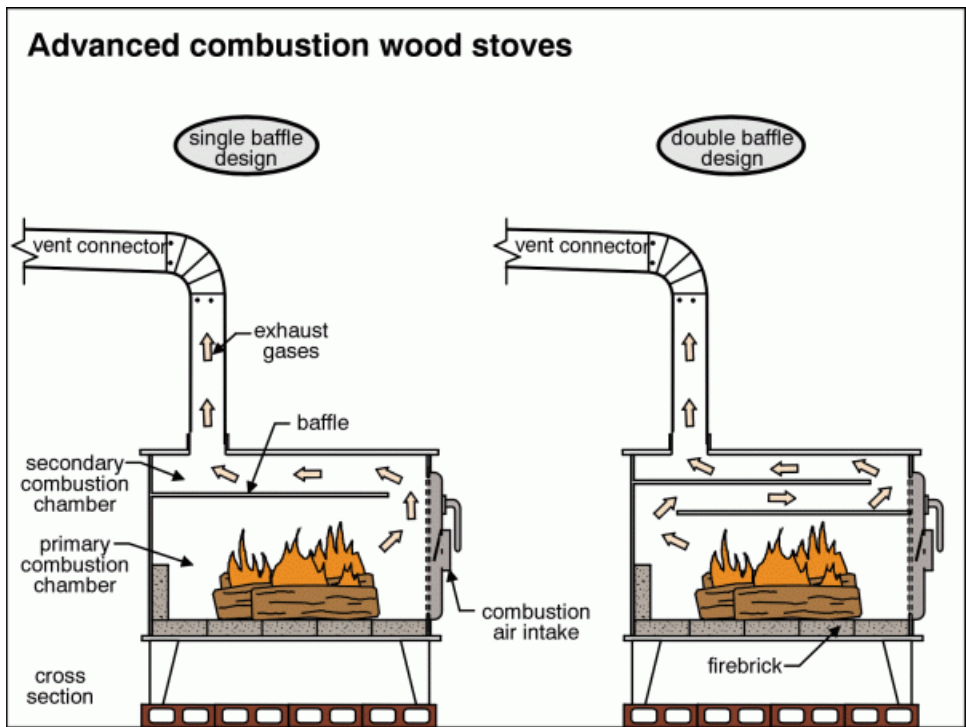 Advanced combustion wood stoves
single baffle
design
double baffle
design
vent connector
vent connector
exhaust
gases
baffle
secondary
combustion
chamber
primary
combustion
chamber
combustion
air intake
firebrick
cross
section